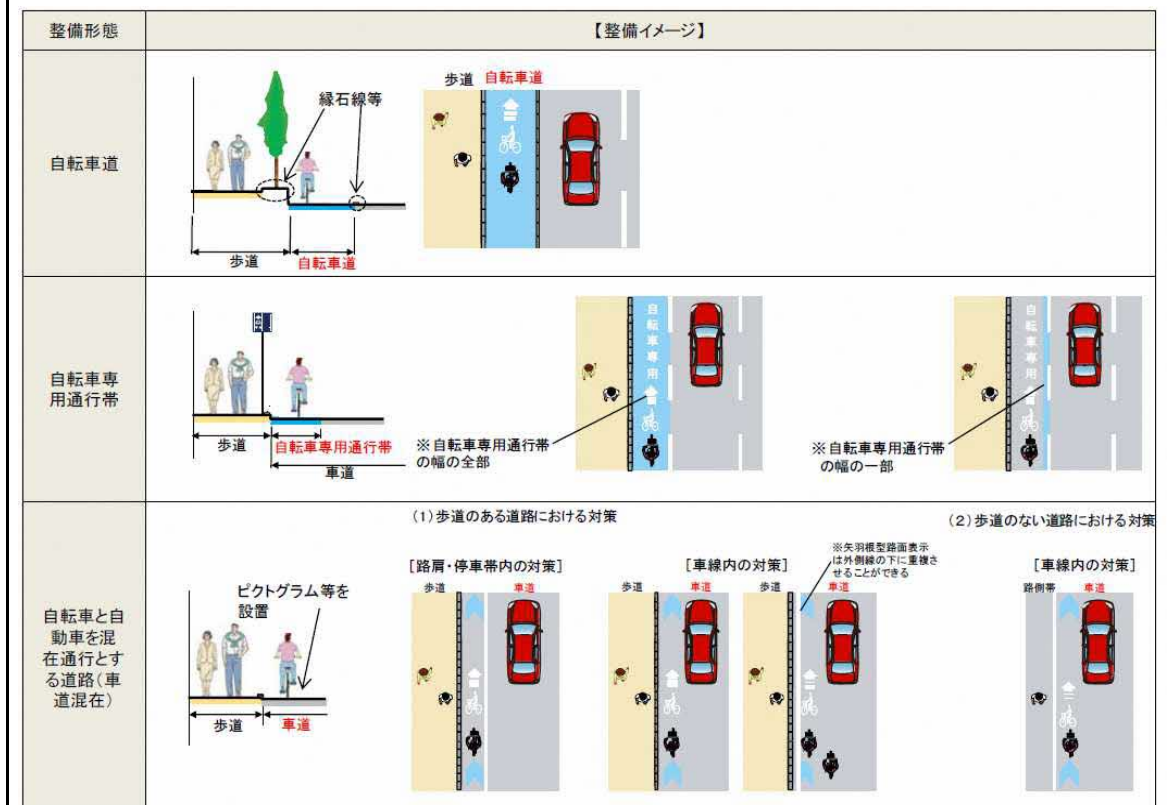 整備形態
【整備イメージ】
自転車道
縁石線等
歩道
自転車道
歩道 自転車道
自転車専
用通行帯
歩道
自転車専用通行帯
車道
※自転車専用通行帯
の幅の全部
自転車専用
※自転車専用通行帯
の幅の一部
自転車専用
自転車と自
動車を混
在通行とす
る道路(車
道混在)
ピクトグラム等を
設置
歩道
車道
(1)歩道のある道路における対策
[路肩・停車帯内の対策]
歩道
車道
[車線内の対策]
歩道
車道
歩道
車道
※矢羽根型路面表示
は外側線の下に重複さ
せることができる
(2)歩道のない道路における対策
[車線内の対策]
路側帯
車道